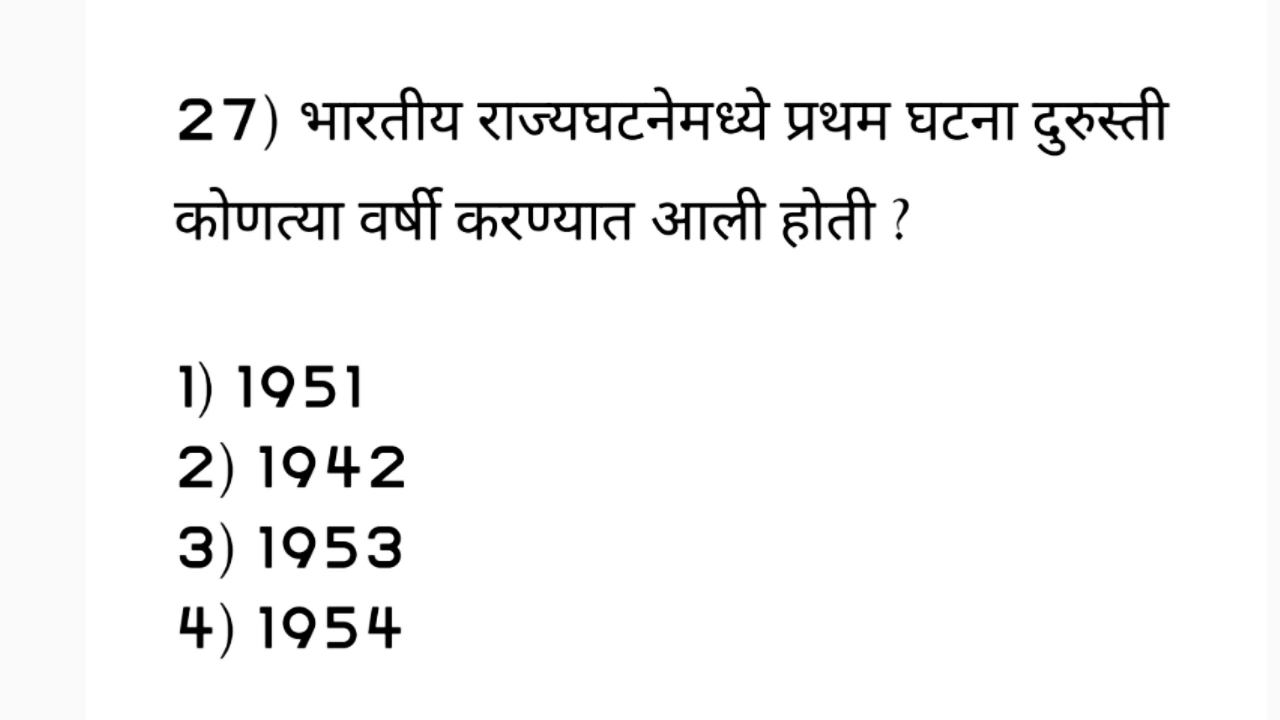 27) भारतीय राज्यघटनेमध्ये प्रथम घटना दुरुस्ती
कोणत्या वर्षी करण्यात आली होती ?
1) 1951
2) 1942
3) 1953
4) 1954